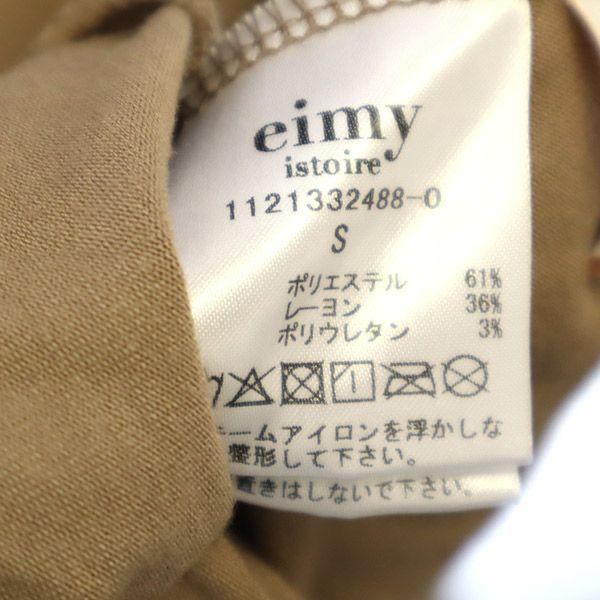 eimy
istoire
1121332488-0
S
ポリエステル 61%
レーヨン 36%
ポリウレタン 3%
ームアイロンを浮かしな
整形して下さい。
置きはしないで下さい。